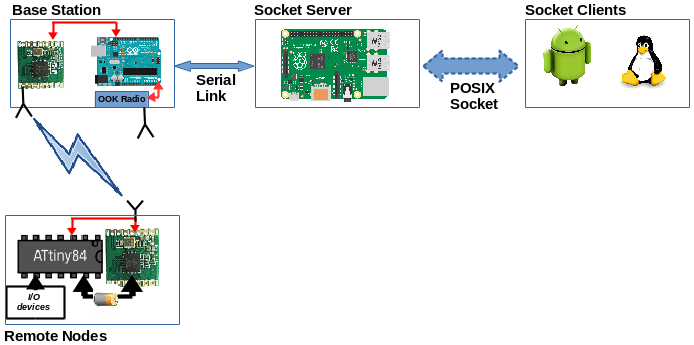 Base Station
Socket Server
Socket Clients
OOK Radio
Serial
Link
POSIX
Socket
ATtiny84
I/O
devices
Remote Nodes